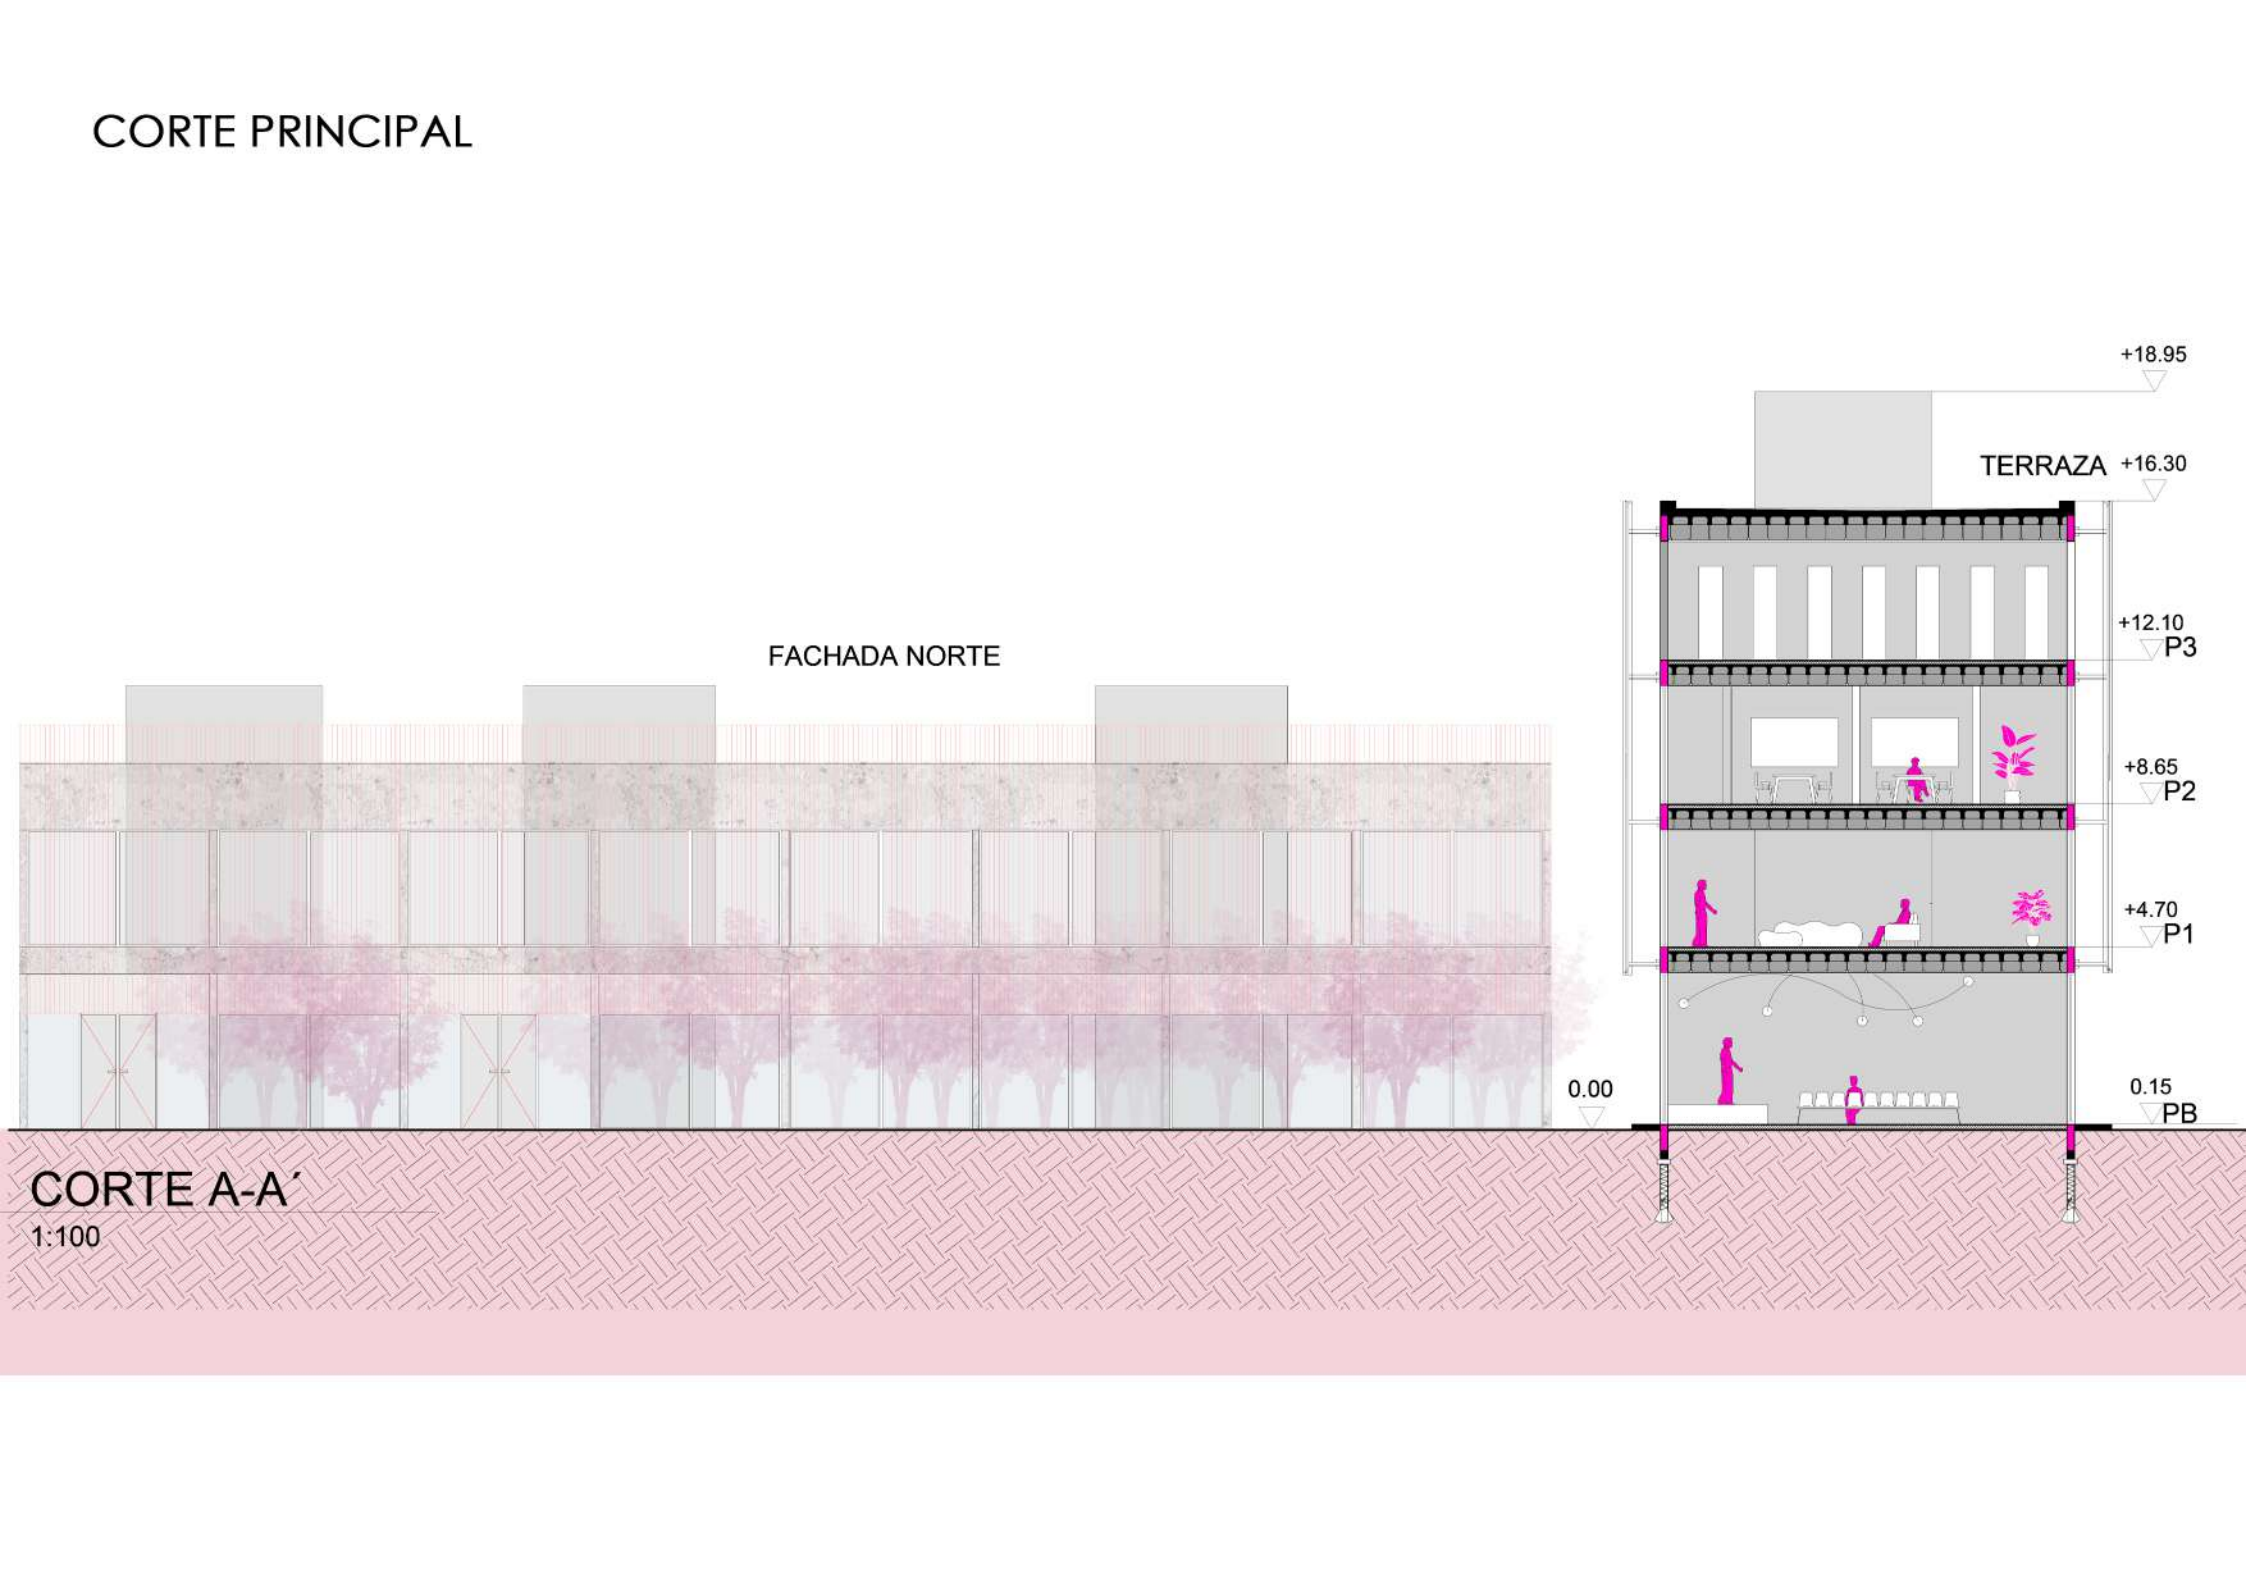 CORTE PRINCIPAL
+18.95
TERRAZA +16.30
+12.10
P3
FACHADA NORTE
+8.65
P2
+4.70
P1
0.00
0.15
PB
CORTE A-A´
1:100